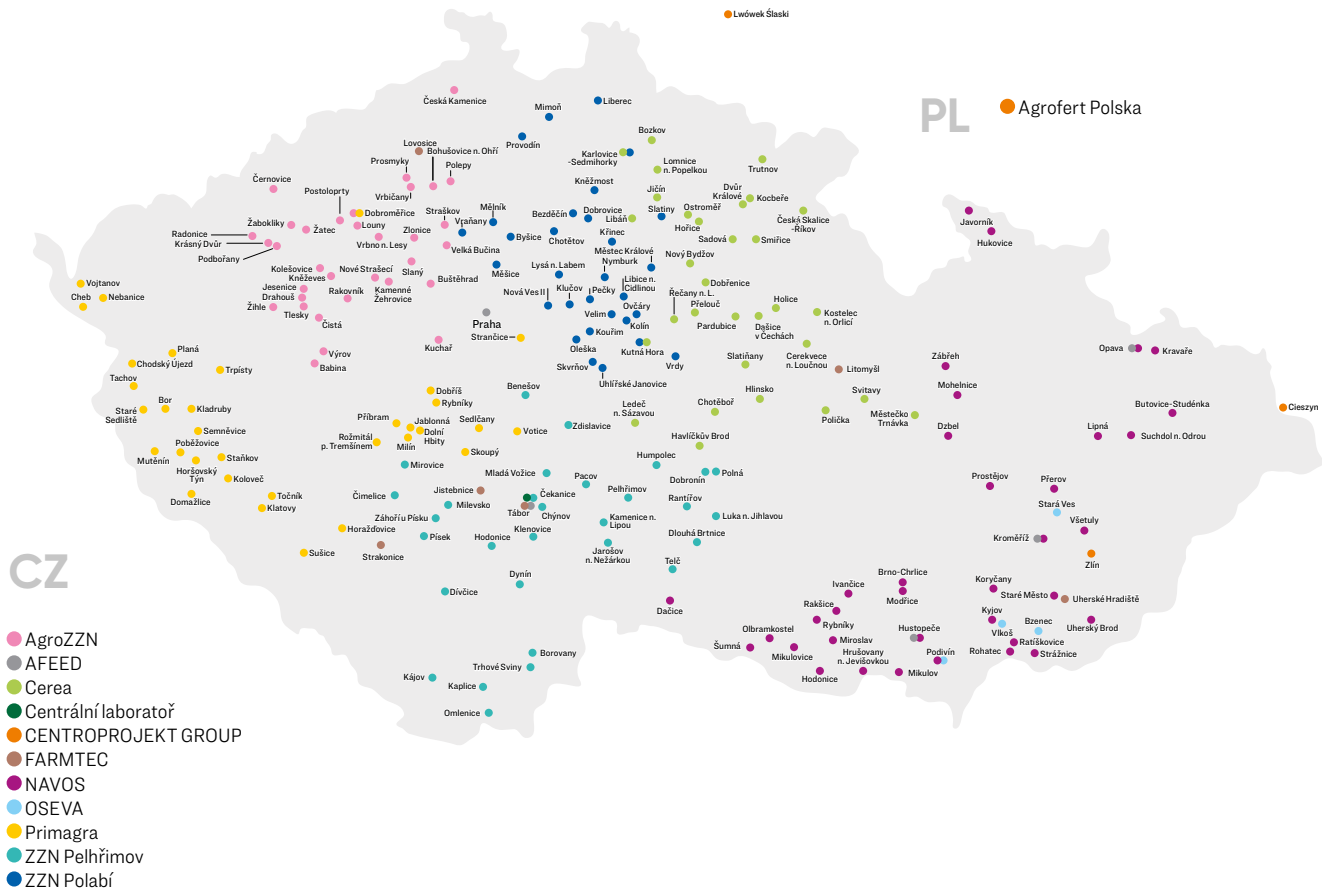 Lwówek Śląski
PL
Agrofert Polska
Česká Kamenice
Liberec
Mimoň
Provodín
Bozkov
Lovosice
Bohušovice n. Ohří
Karlovice
-Sedmihorky
Lomnice
n. Popelkou
Trutnov
Prosmyky
Polepy
Černovice
Postoloprty
Vrbičany
Kněžmost
Jičín
Dvůr
Králové
Kocbeře
Javorník
Hukovice
Žabokliky
Žatec
Dobroměřice
Louny
Straškov
Mělník
Vraňany
Bezděčín
Dobrovice
Libáň
Slatiny
Ostroměř
Hořice
Česká Skalice
-Říkov
Radonice
Krásný Dvůr
Podbořany
Vrbno n. Lesy
Zlonice
Velká Bučina
Byšice
Chotětov
Křinec
Sadová
Smiřice
Městec Králové
Nymburk
Nový Bydžov
Kolešovice
Kněževes
Nové Strašecí
Slaný
Měšice
Lysá n. Labem
Libice n.
Cidlinou
Dobřenice
Vojtanov
Cheb
Nebanice
Jesenice
Drahouš
Žihle
Tlesky
Rakovník
Kamenné
Žehrovice
Buštěhrad
Nová Ves II
Klučov
Pečky
Řečany n. L.
Přelouč
Holice
Čistá
Praha
Strančice
Velim
Ovčáry
Kolín
Pardubice
Dašice
v Čechách
Kostelec
n. Orlicí
Kouřim
Kutná Hora
Kuchař
Výrov
Babina
Oleška
Skvrňov
Uhlířské Janovice
Vrdy
Slatiňany
Cerekvece
n. Loučnou
Litomyšl
Zábřeh
Opava
Kravaře
Planá
Chodský Újezd
Tachov
Trpísty
Mohelnice
Staré
Sedliště
Bor
Kladruby
Dobříš
Rybníky
Benešov
Ledeč
n. Sázavou
Chotěboř
Hlinsko
Svitavy
Polička
Městečko
Trnávka
Butovice-Studénka
Cieszyn
Semněvice
Příbram
Jablonná
Dolní
Hbity
Sedlčany
Votice
Zdislavice
Rožmitál
p. Třemšínem
Milín
Havlíčkův Brod
Dzbel
Lipná
Suchdol n. Odrou
Mutěnín
Poběžovice
Horšovský
Týn
Staňkov
Koloveč
Skoupý
Mirovice
Humpolec
Domažlice
Točník
Klatovy
Mladá Vožice
Pacov
Pelhřimov
Dobronín
Polná
Prostějov
Přerov
Čimelice
Jistebnice
Milevsko
Čekanice
Tábor
Chýnov
Rantířov
Stará Ves
Záhoří u Písku
Kamenice n.
Lipou
Luka n. Jihlavou
Všetuly
Horažďovice
Písek
Hodonice
Klenovice
Dlouhá Brtnice
Kroměříž
Sušice
Strakonice
Jarošov
n. Nežárkou
Telč
Zlín
CZ
Dynín
Dívčice
Dačice
Ivančice
Brno-Chrlice
Modřice
Koryčany
Staré Město
Uherské Hradiště
Rakšice
Rybníky
Kyjov
Vlkoš
Bzenec
Uherský Brod
Olbramkostel
Šumná
Mikulovice
Miroslav
Hustopeče
Ratíškovice
Rohatec
Strážnice
Hrušovany
n. Jevišovkou
Podivín
Hodonice
Mikulov
Borovany
Trhové Sviny
Kájov
Kaplice
Omlenice
AgroZZN
AFEED
Cerea
Centrální laboratoř
CENTROPROJEKT GROUP
FARMTEC
NAVOS
OSEVA
Primagra
ZZN Pelhřimov
ZZN Polabí